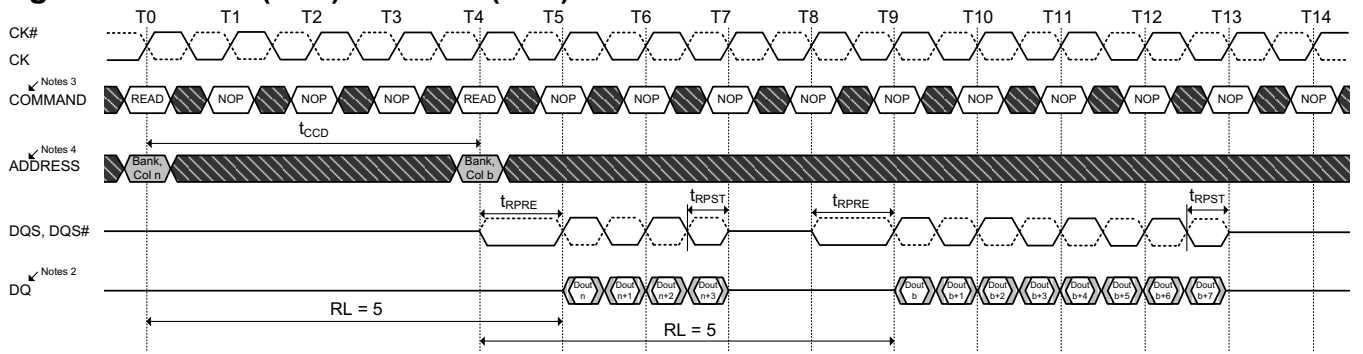 T0 T1 T2 T3 T4 T5 T6 T7 T8 T9 T10 T11 T12 T13 T14
CK#
CK
Notes 3
COMMAND READ NOP NOP NOP READ NOP NOP NOP NOP NOP NOP NOP NOP NOP NOP
tCCD
Notes 4
ADDRESS Bank, Col n Bank, Col b
tRPRE tRPST tRPRE tRPST
DQS, DQS#
Notes 2
DQ Dout n Dout n+1 Dout n+2 Dout n+3 Dout b Dout b+1 Dout b+2 Dout b+3 Dout b+4 Dout b+5 Dout b+6 Dout b+7
RL = 5
RL = 5